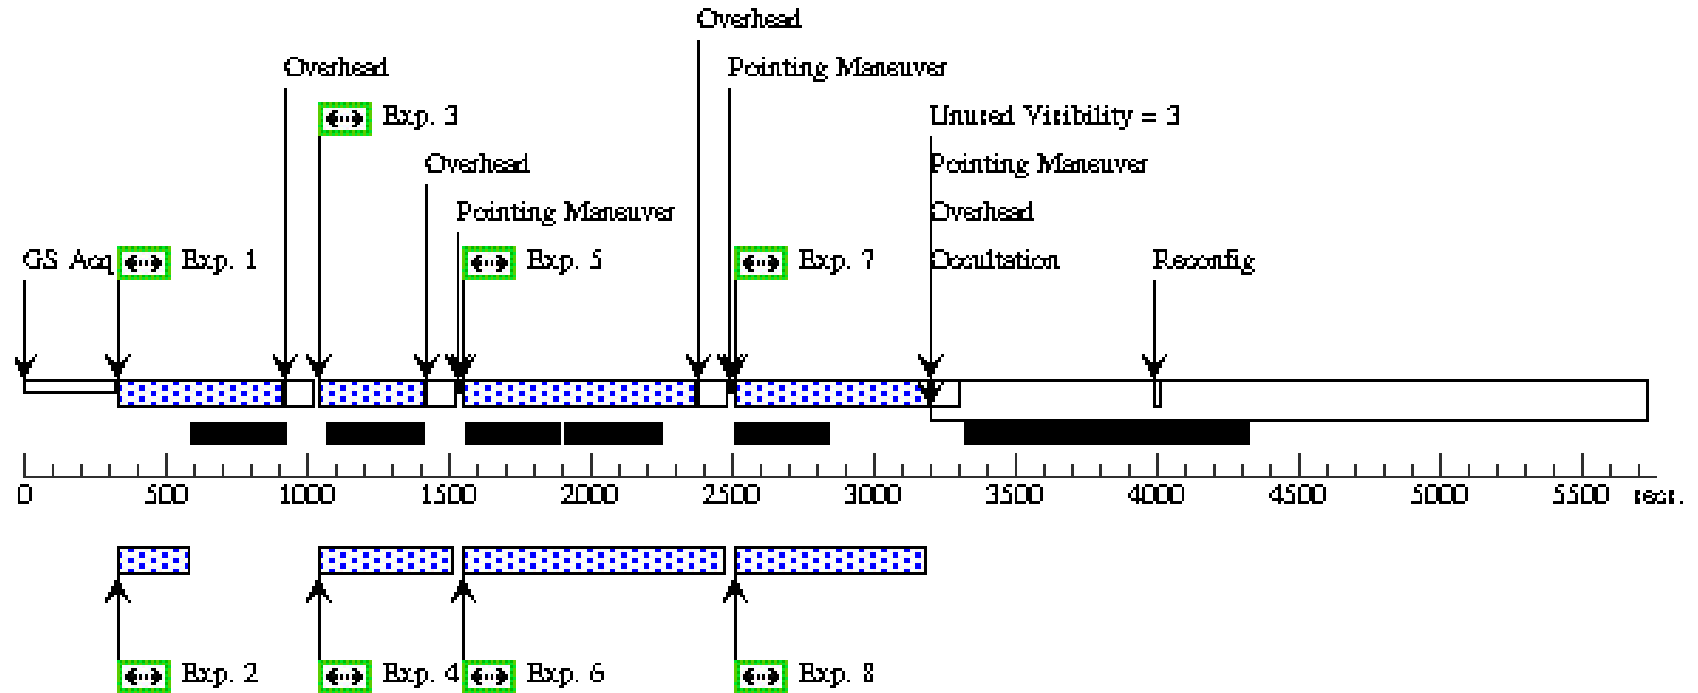 Overhead
Overhead
Pointing Maneuver
Exp. 3
Unused Visibility = 3
Overhead
Pointing Maneuver
Pointing Maneuver
Overhead
GS Acq
Exp. 1
Exp. 5
Exp. 7
Occultation
Reconfig
0 500 1000 1500 2000 2500 3000 3500 4000 4500 5000 5500 secs.
Exp. 2
Exp. 4
Exp. 6
Exp. 8